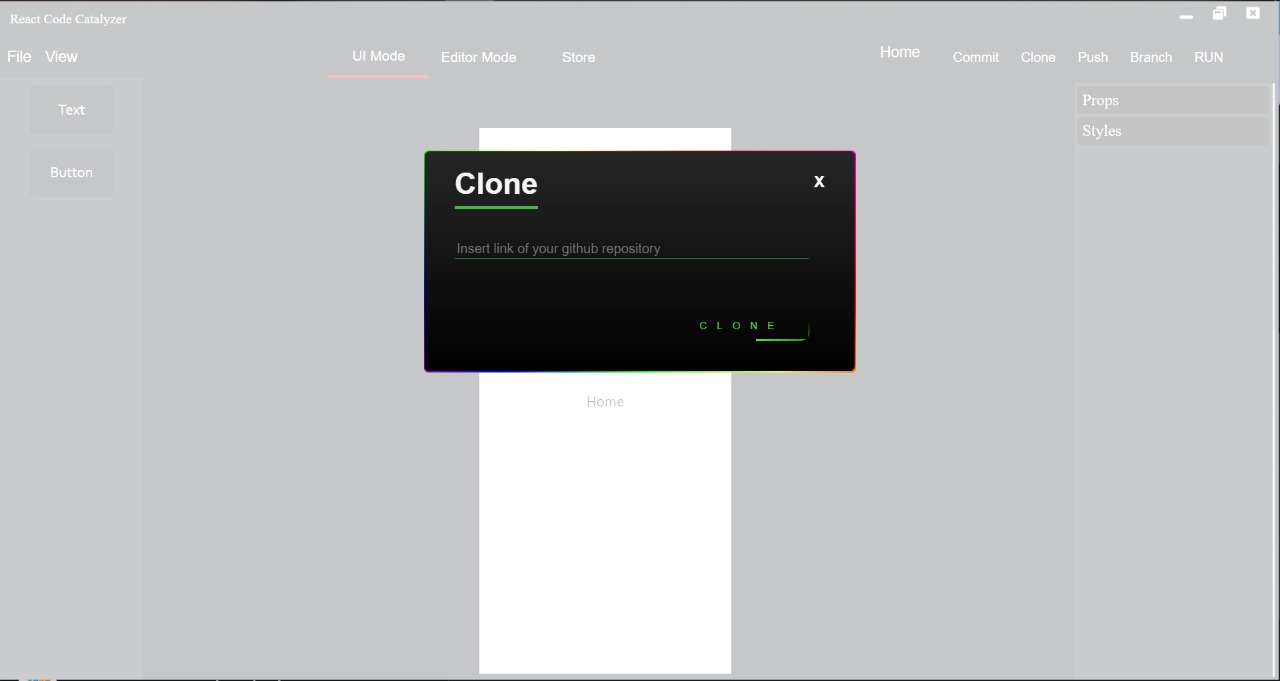 React Code Catalyzer
File View UI Mode Editor Mode Store Home Commit Clone Push Branch RUN
Text
Button
Props
Styles
Clone
x
Insert link of your github repository
CLONE
Home